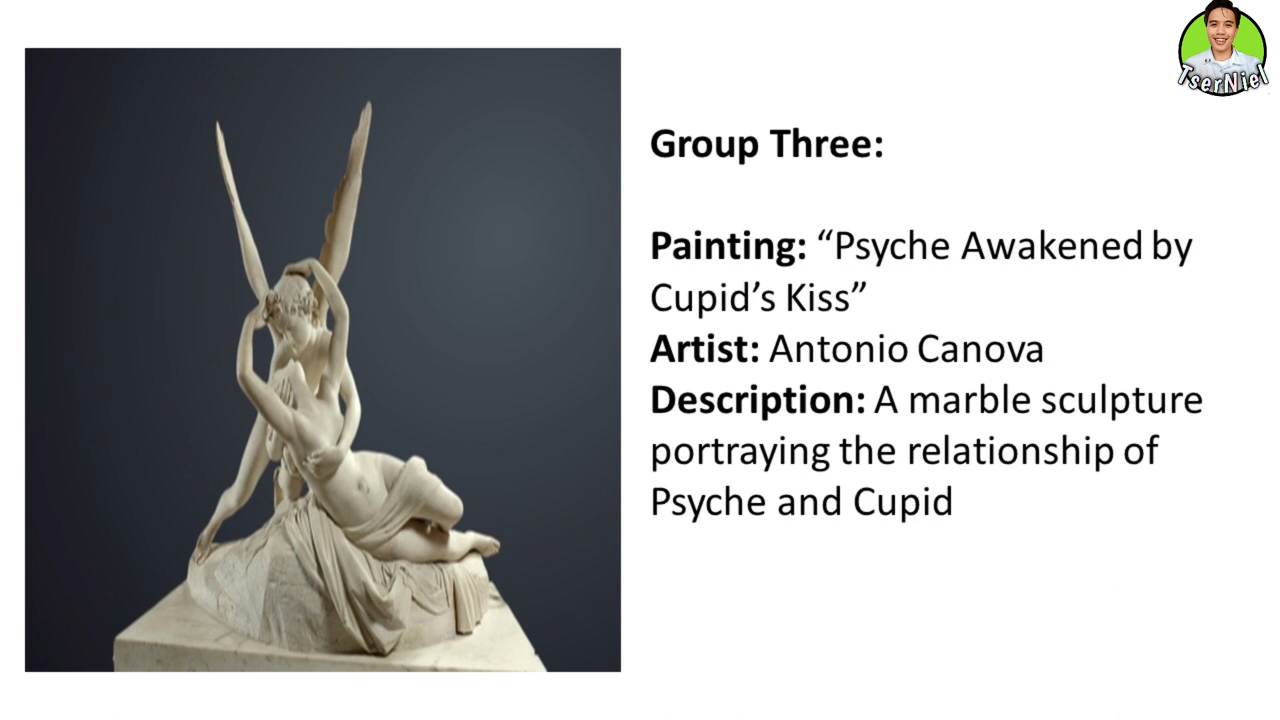 TserNiel
Group Three:
Painting: “Psyche Awakened by
Cupid’s Kiss”
Artist: Antonio Canova
Description: A marble sculpture
portraying the relationship of
Psyche and Cupid